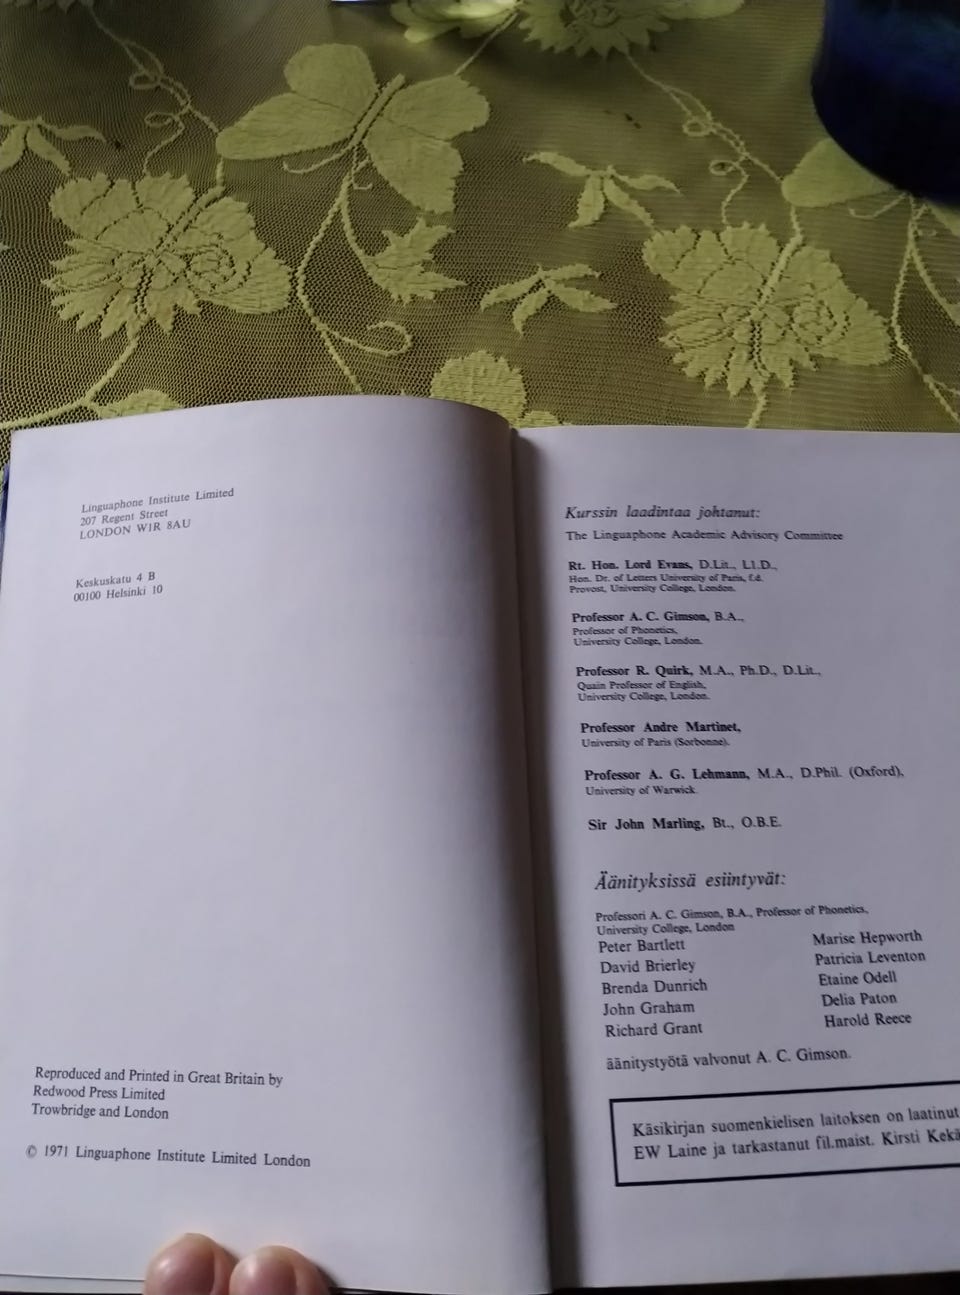 Linguaphone Institute Limited
207 Regent Street
LONDON W1R 8AU
Keskuskatu 4 B
00100 Helsinki 10
Reproduced and Printed in Great Britain by
Redwood Press Limited
Trowbridge and London
© 1971 Linguaphone Institute Limited London
Kurssin laadintaa johtanut:
The Linguaphone Academic Advisory Committee
Rt. Hon. Lord Evans, D.Lit., Ll.D.,
Hon. Dr. of Letters University of Paris, f.d.
Provost, University College, London.
Professor A. C. Gimson, B.A.,
Professor of Phonetics,
University College, London.
Professor R. Quirk, M.A., Ph.D., D.Lit.,
Quain Professor of English,
University College, London.
Professor Andre Martinet,
University of Paris (Sorbonne).
Professor A. G. Lehmann, M.A., D.Phil. (Oxford),
University of Warwick.
Sir John Marling, Bt., O.B.E.
Äänityksissä esiintyvät:
Professori A. C. Gimson, B.A., Professor of Phonetics,
University College, London
Peter Bartlett
David Brierley
Brenda Dunrich
John Graham
Richard Grant
Marise Hepworth
Patricia Leventon
Etaine Odell
Delia Paton
Harold Reece
äänitystyötä valvonut A. C. Gimson.
Käsikirjan suomenkielisen laitoksen on laatinut
EW Laine ja tarkastanut fil.maist. Kirsti